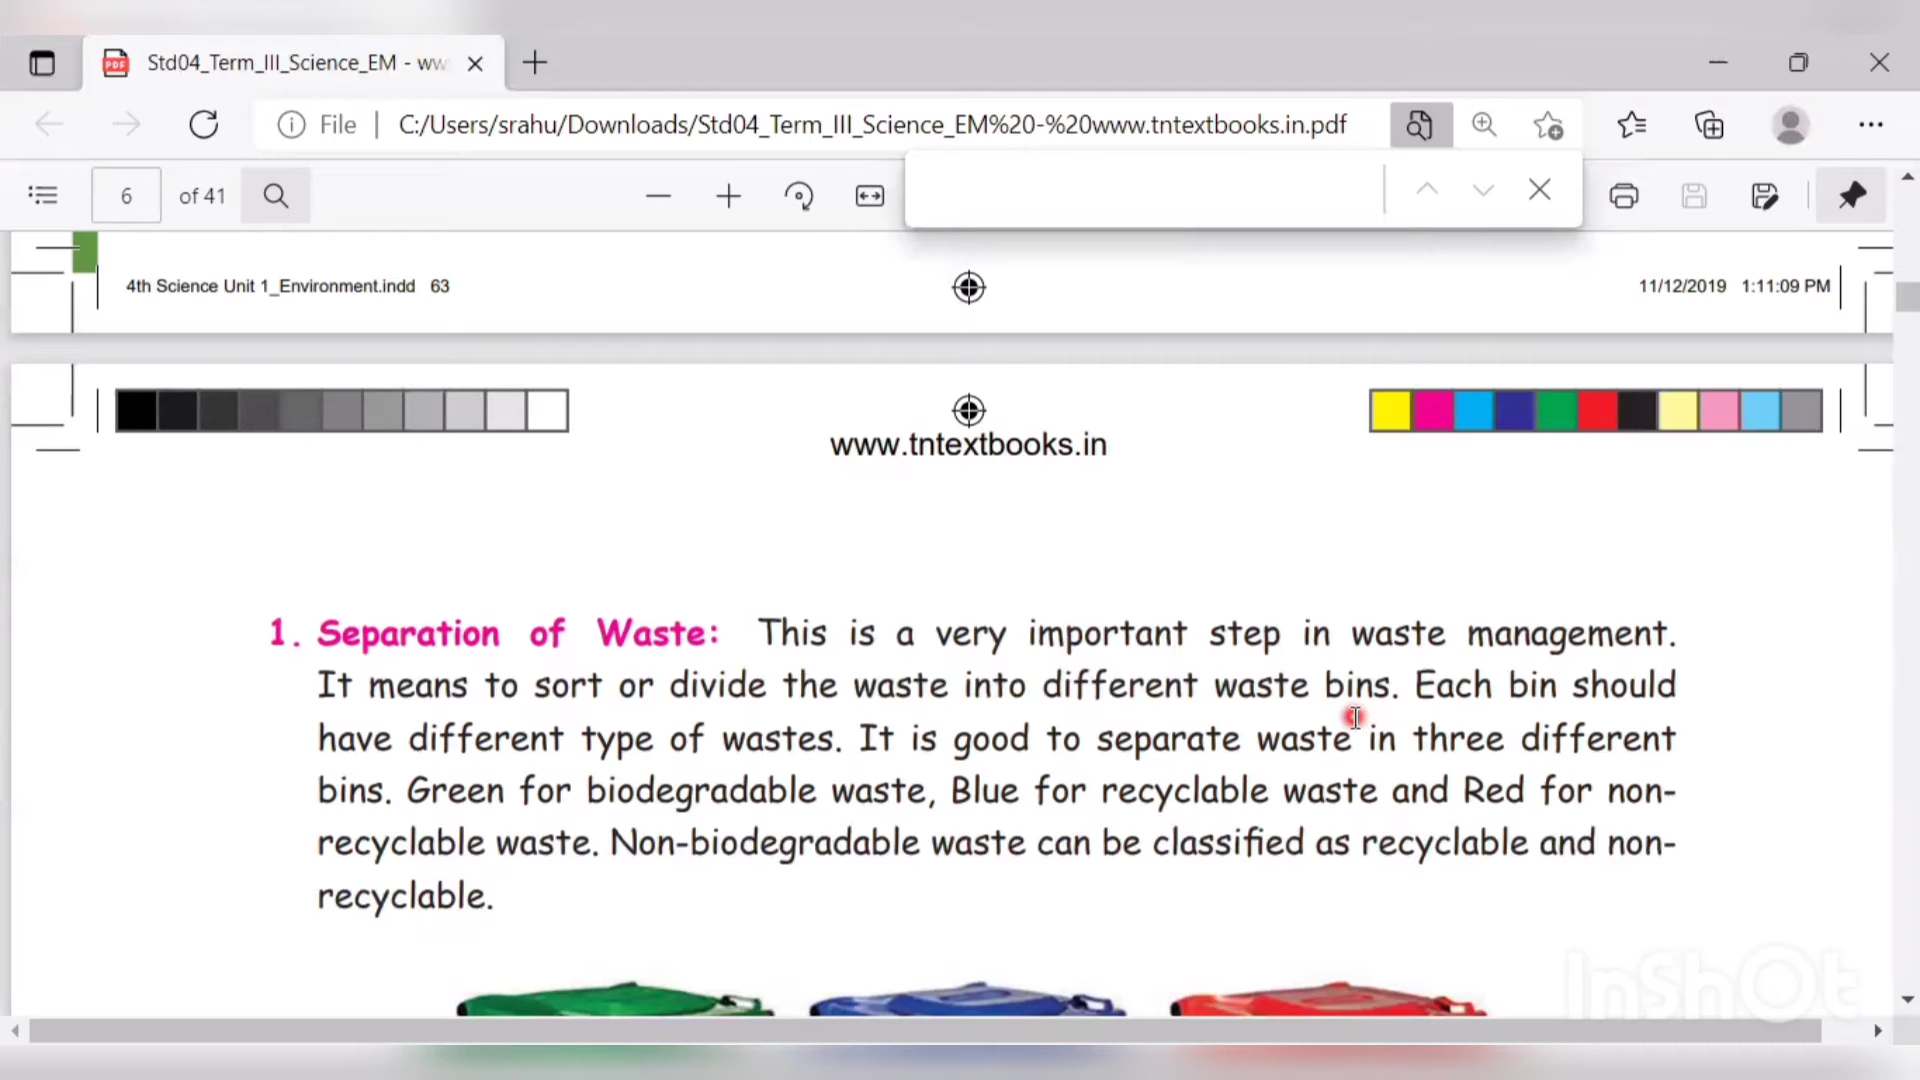 Std04_Term_III_Science_EM - ww
File
C:/Users/srahu/Downloads/Std04_Term_III_Science_EM%20-%20www.tntextbooks.in.pdf
6 of 41
4th Science Unit 1_Environment.indd 63
11/12/2019 1:11:09 PM
www.tntextbooks.in
1. Separation of Waste: This is a very important step in waste management.
It means to sort or divide the waste into different waste bins. Each bin should
have different type of wastes. It is good to separate waste in three different
bins. Green for biodegradable waste, Blue for recyclable waste and Red for non-
recyclable waste. Non-biodegradable waste can be classified as recyclable and non-
recyclable.
InShOt